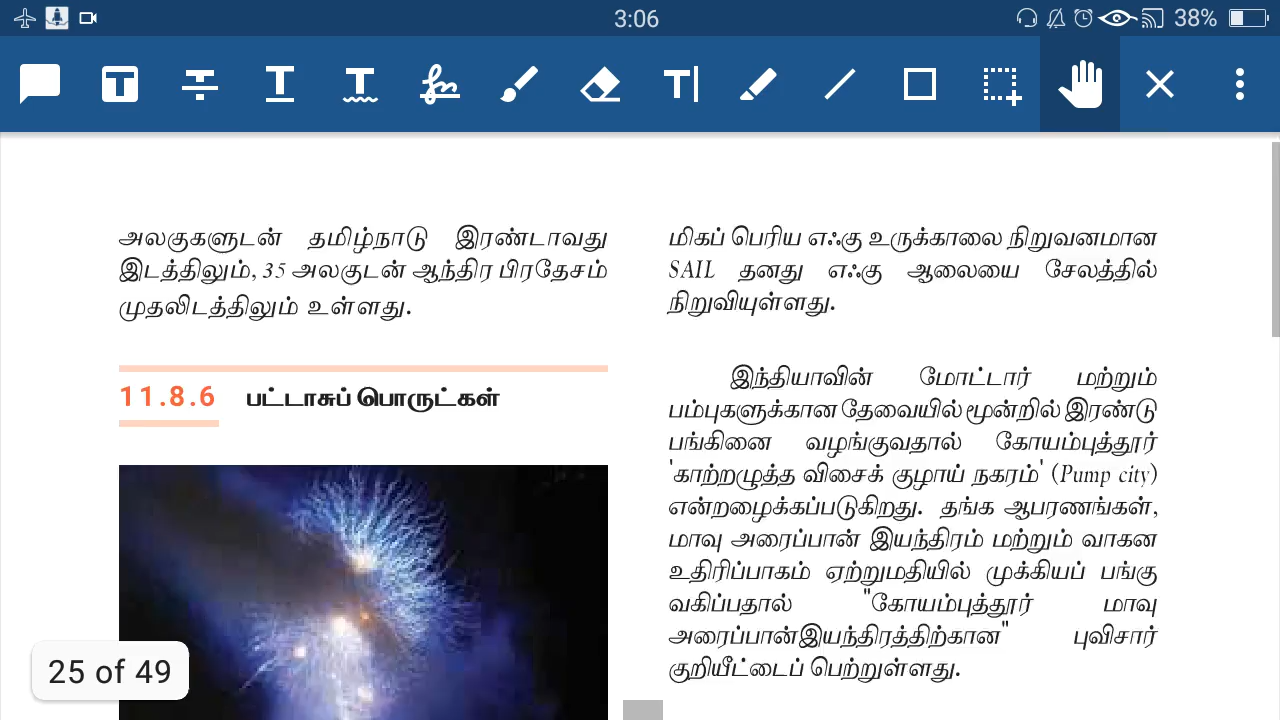 3:06
38%
அலகுகளுடன் தமிழ்நாடு இரண்டாவது
இடத்திலும், 35 அலகுடன் ஆந்திர பிரதேசம்
முதலிடத்திலும் உள்ளது.
11.8.6 பட்டாசுப் பொருட்கள்
மிகப் பெரிய எஃகு உருக்காலை நிறுவனமான
SAIL தனது எஃகு ஆலையை சேலத்தில்
நிறுவியுள்ளது.
இந்தியாவின் மோட்டார் மற்றும்
பம்புகளுக்கான தேவையில் மூன்றில் இரண்டு
பங்கினை வழங்குவதால் கோயம்புத்தூர்
'காற்றழுத்த விசைக் குழாய் நகரம்' (Pump city)
என்றழைக்கப்படுகிறது. தங்க ஆபரணங்கள்,
மாவு அரைப்பான் இயந்திரம் மற்றும் வாகன
உதிரிப்பாகம் ஏற்றுமதியில் முக்கியப் பங்கு
வகிப்பதால் "கோயம்புத்தூர் மாவு
அரைப்பான்இயந்திரத்திற்கான" புவிசார்
குறியீட்டைப் பெற்றுள்ளது.
25 of 49